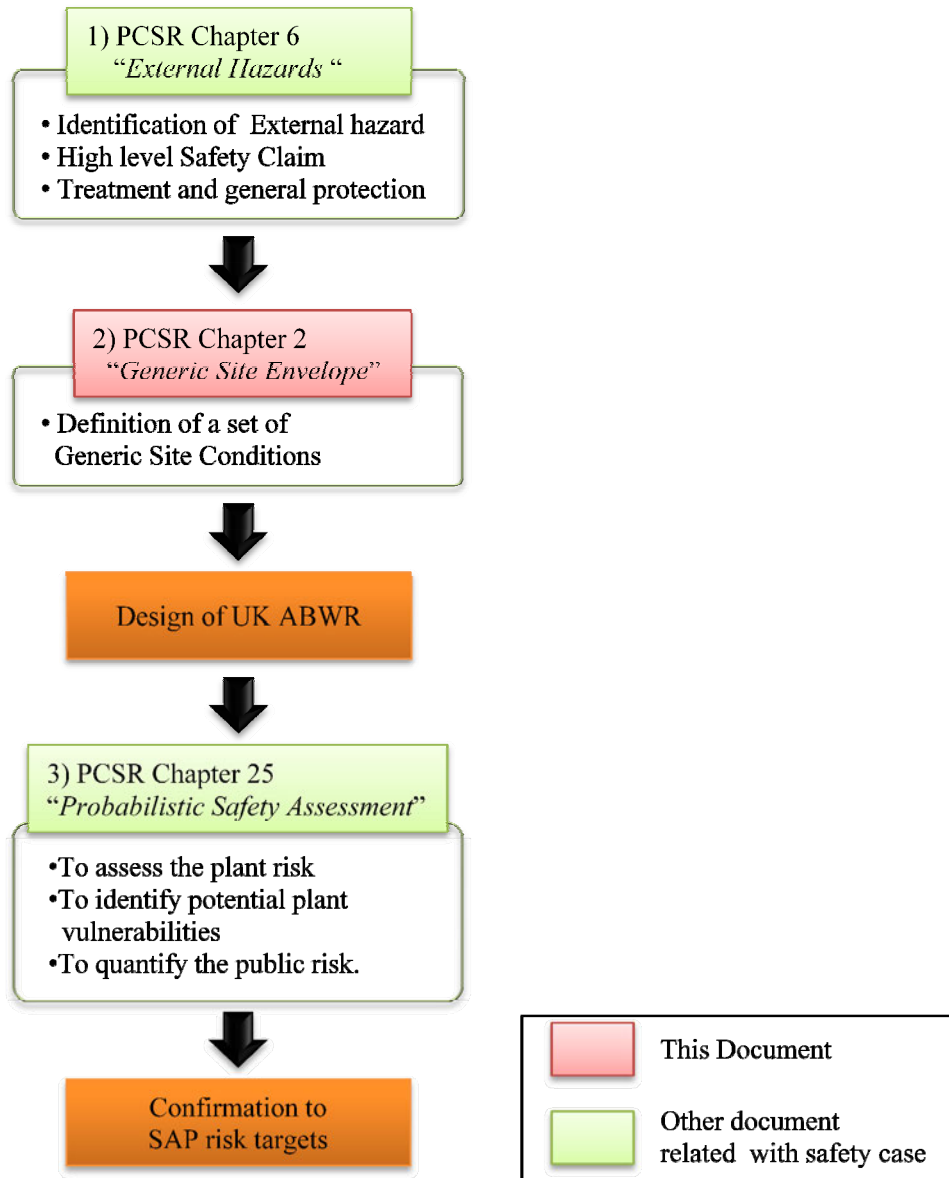 1) PCSR Chapter 6
“External Hazards “
• Identification of External hazard
• High level Safety Claim
• Treatment and general protection
2) PCSR Chapter 2
“Generic Site Envelope”
• Definition of a set of
Generic Site Conditions
Design of UK ABWR
3) PCSR Chapter 25
“Probabilistic Safety Assessment”
•To assess the plant risk
•To identify potential plant
vulnerabilities
•To quantify the public risk.
Confirmation to
SAP risk targets
This Document
Other document
related with safety case